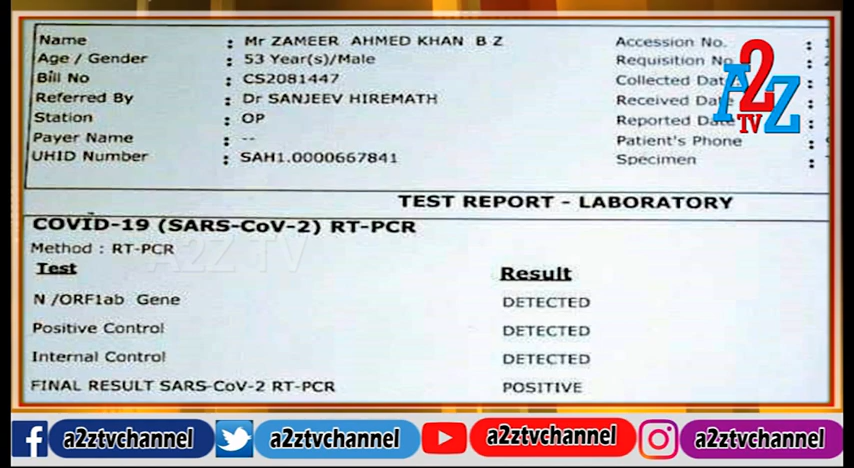 Name : Mr ZAMEER AHMED KHAN B Z Accession No. :
Age / Gender : 53 Year(s)/Male Requisition No :
Bill No : CS2081447 Collected Date
Referred By : Dr SANJEEV HIREMATH Received Date
Station : OP Reported Date
Payer Name : -- Patient's Phone :
UHID Number : SAH1.0000667841 Specimen :
A2Z TV
TEST REPORT - LABORATORY
COVID-19 (SARS-CoV-2) RT-PCR
Method : RT-PCR
A2Z TV
Test Result
N /ORF1ab Gene DETECTED
Positive Control DETECTED
Internal Control DETECTED
FINAL RESULT SARS-CoV-2 RT-PCR POSITIVE
a2ztvchannel a2ztvchannel a2ztvchannel a2ztvchannel